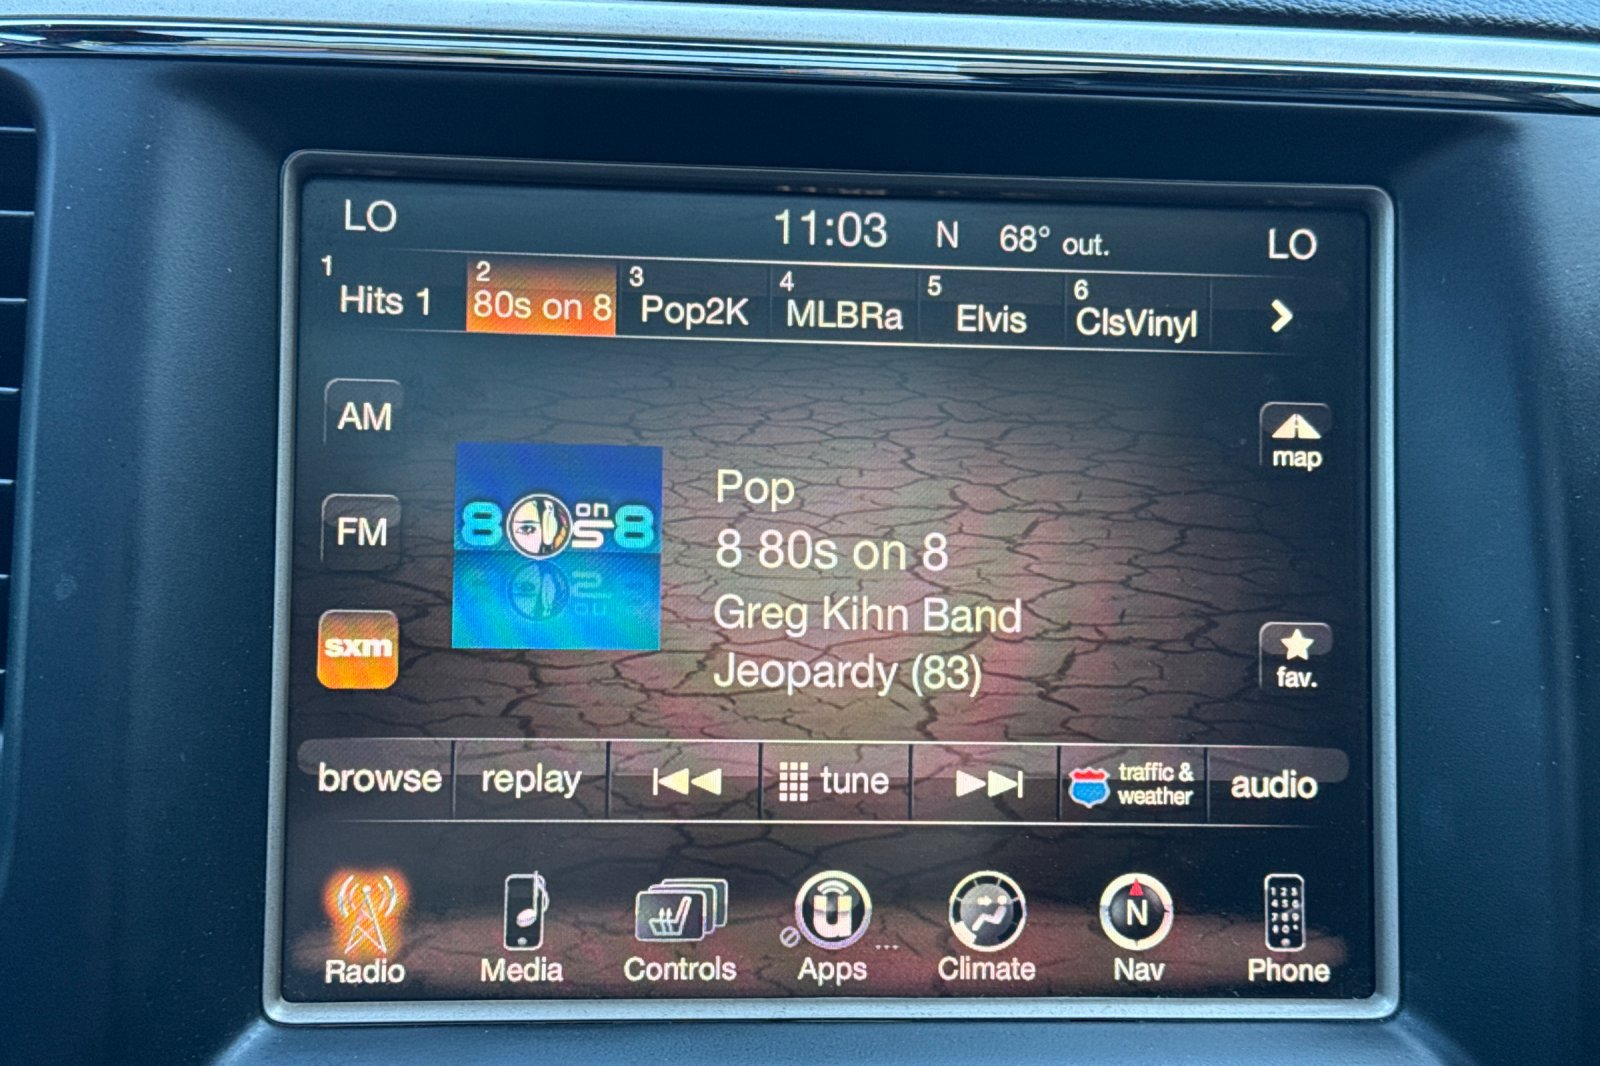 LO 11:03 N 68° out. LO
1 Hits 1 2 80s on 8 3 Pop2K 4 MLBRa 5 Elvis 6 ClsVinyl
AM
map
80s on 8
Pop
8 80s on 8
FM
Greg Kihn Band
Jeopardy (83)
sxm
fav.
browse replay tune traffic & weather audio
Radio Media Controls Apps Climate N Nav Phone